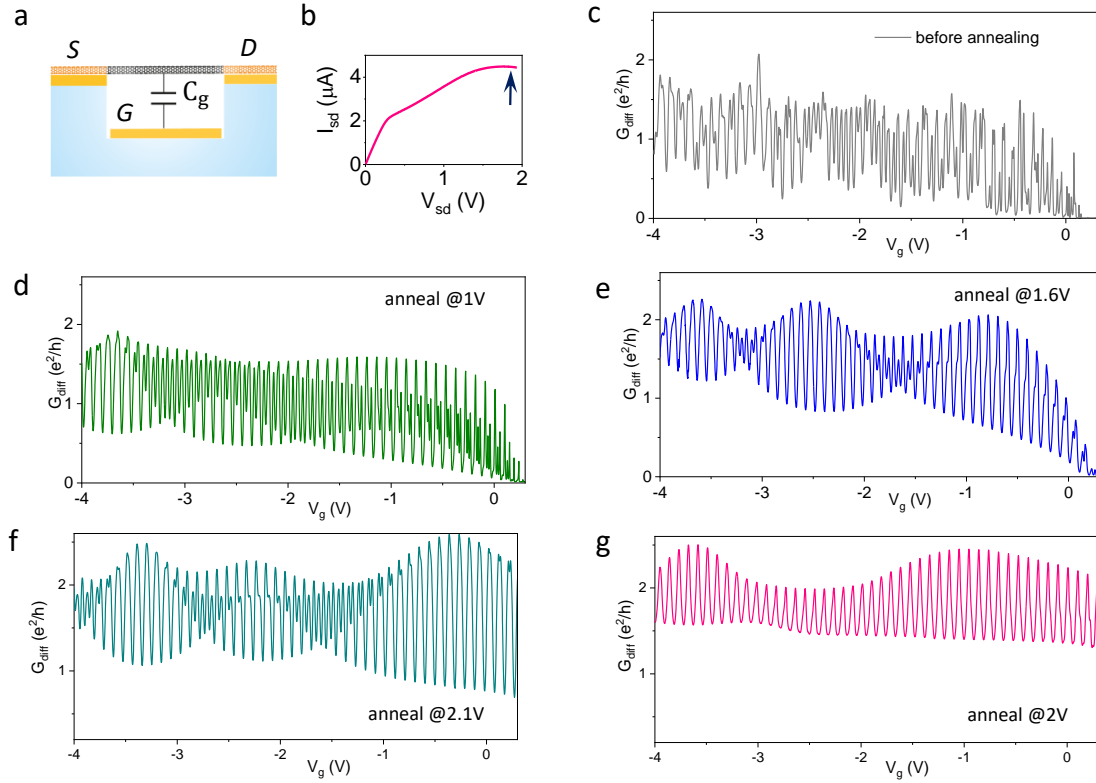 a
S
D
G
Cg
b
Isd (μA)
4
2
0
0
1
2
Vsd (V)
c
before annealing
Gdiff (e²/h)
2
1
0
-4
-3
-2
-1
0
Vg (V)
d
anneal @1V
Gdiff (e²/h)
2
1
0
-4
-3
-2
-1
0
Vg (V)
e
anneal @1.6V
Gdiff (e²/h)
2
1
0
-4
-3
-2
-1
0
Vg (V)
f
Gdiff (e²/h)
2
1
anneal @2.1V
-4
-3
-2
-1
0
Vg (V)
g
Gdiff (e²/h)
2
1
0
anneal @2V
-4
-3
-2
-1
0
Vg (V)